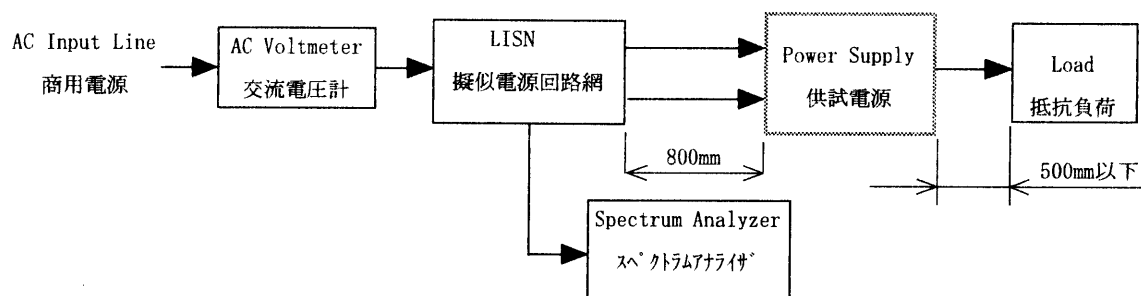 AC Input Line
商用電源
AC Voltmeter
交流電圧計
LISN
擬似電源回路網
Power Supply
供試電源
Load
抵抗負荷
800mm
500mm以下
Spectrum Analyzer
ｽﾍﾟｸﾄﾗﾑｱﾅﾗｲｻﾞ